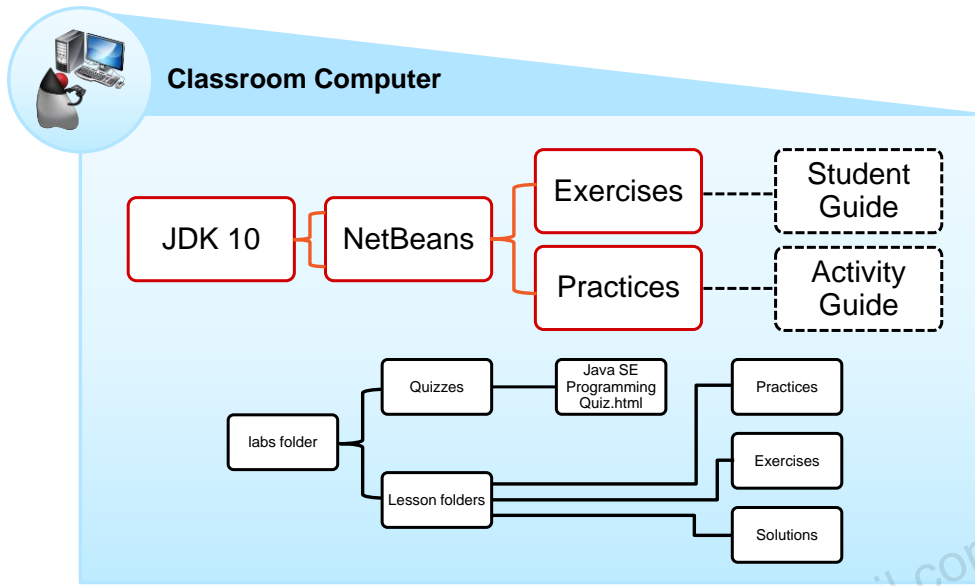 Classroom Computer
JDK 10
NetBeans
Exercises
Student
Guide
Practices
Activity
Guide
labs folder
Quizzes
Java SE
Programming
Quiz.html
Lesson folders
Practices
Exercises
Solutions